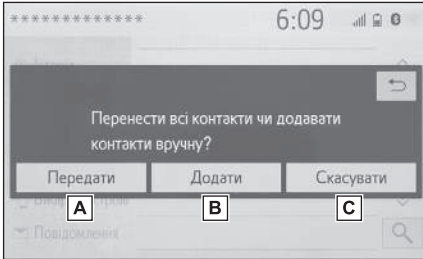 ************* 6:09
Перенести всі контакти чи додавати
контакти вручну?
Передати Додати Скасувати
A B C
Повідомлення